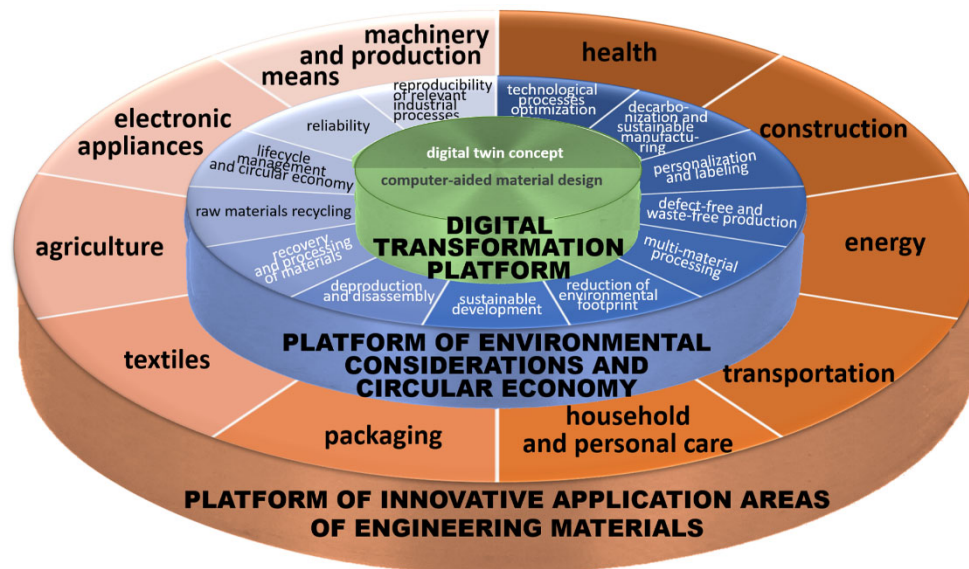 machinery
and production
means
health
construction
energy
transportation
household
and personal care
packaging
textiles
agriculture
electronic
appliances
reproducibility
of relevant
industrial
processes
technological
processes
optimization
decarbo-
nization and
sustainable
manufactu-
ring
personalization
and labeling
defect-free and
waste-free production
multi-material
processing
reduction of
environmental
footprint
sustainable
development
deproduction
and disassembly
recovery
and processing
of materials
raw materials recycling
lifecycle
management
and circular economy
reliability
digital twin concept
computer-aided material design
DIGITAL
TRANSFORMATION
PLATFORM
PLATFORM OF ENVIRONMENTAL
CONSIDERATIONS AND
CIRCULAR ECONOMY
PLATFORM OF INNOVATIVE APPLICATION AREAS
OF ENGINEERING MATERIALS